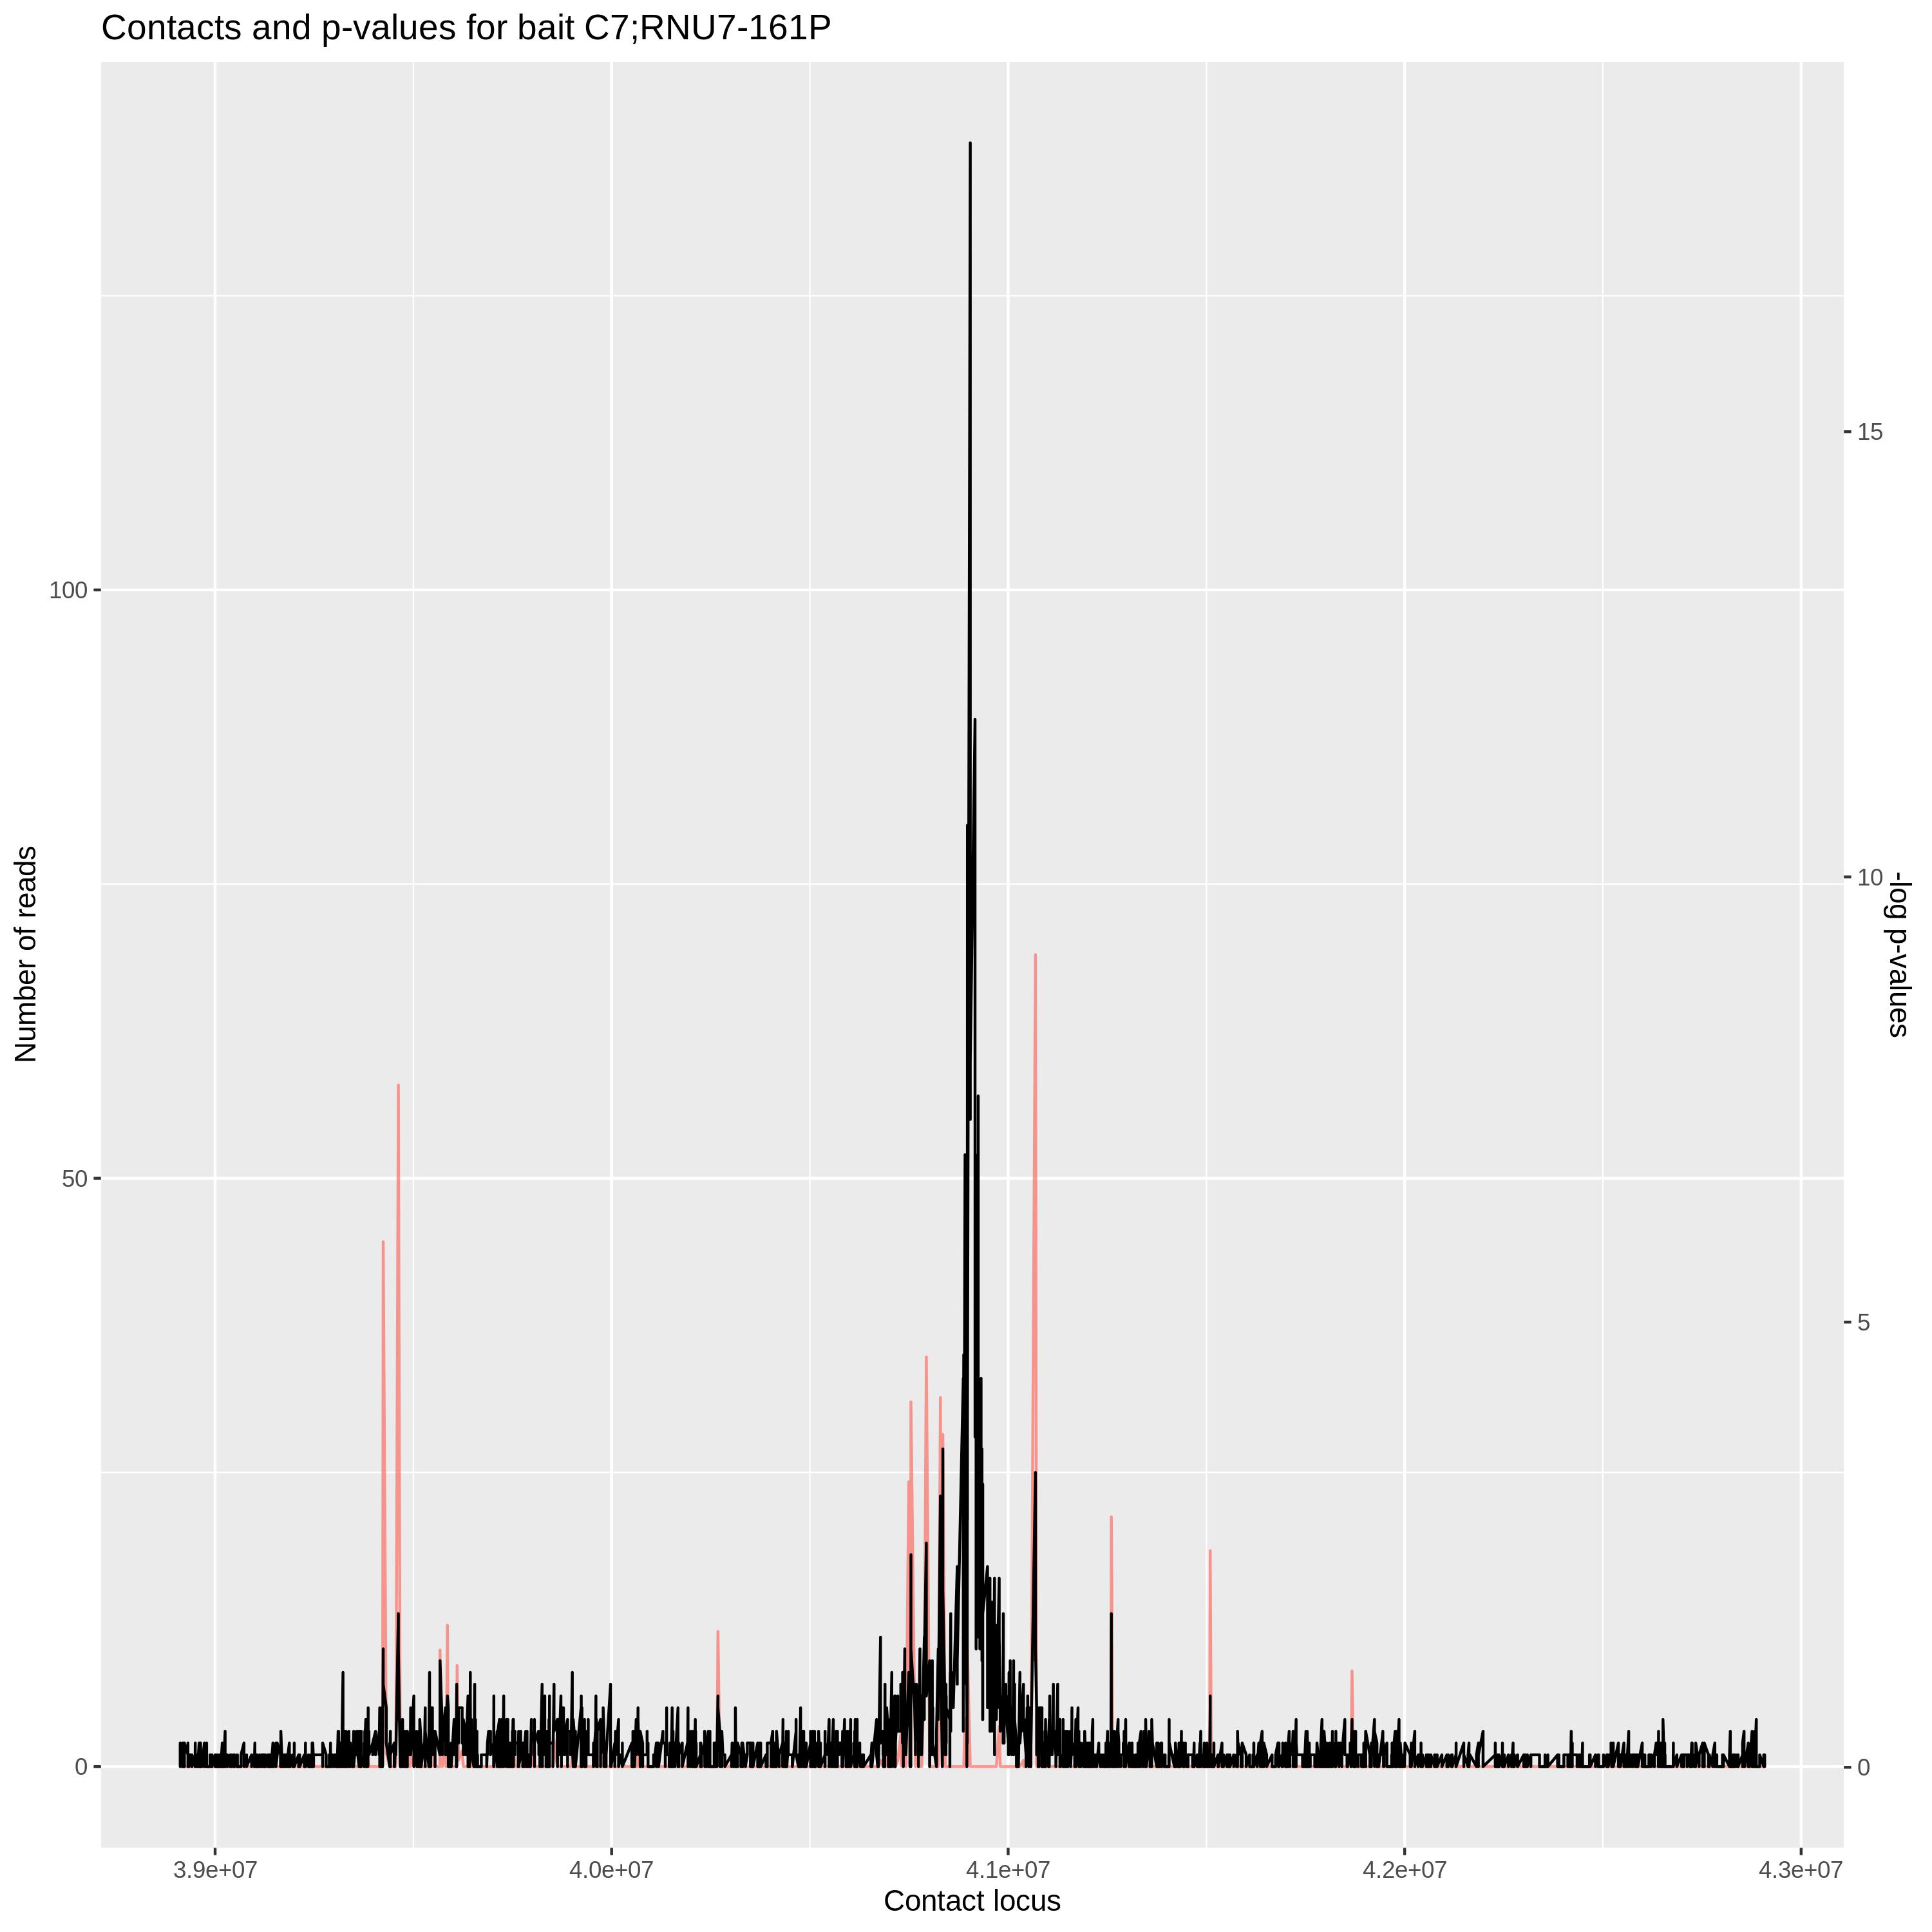 Contacts and p-values for bait C7;RNU7-161P
100
50
0
Number of reads
15
10
5
0
-log p-values
3.9e+07 4.0e+07 4.1e+07 4.2e+07 4.3e+07
Contact locus